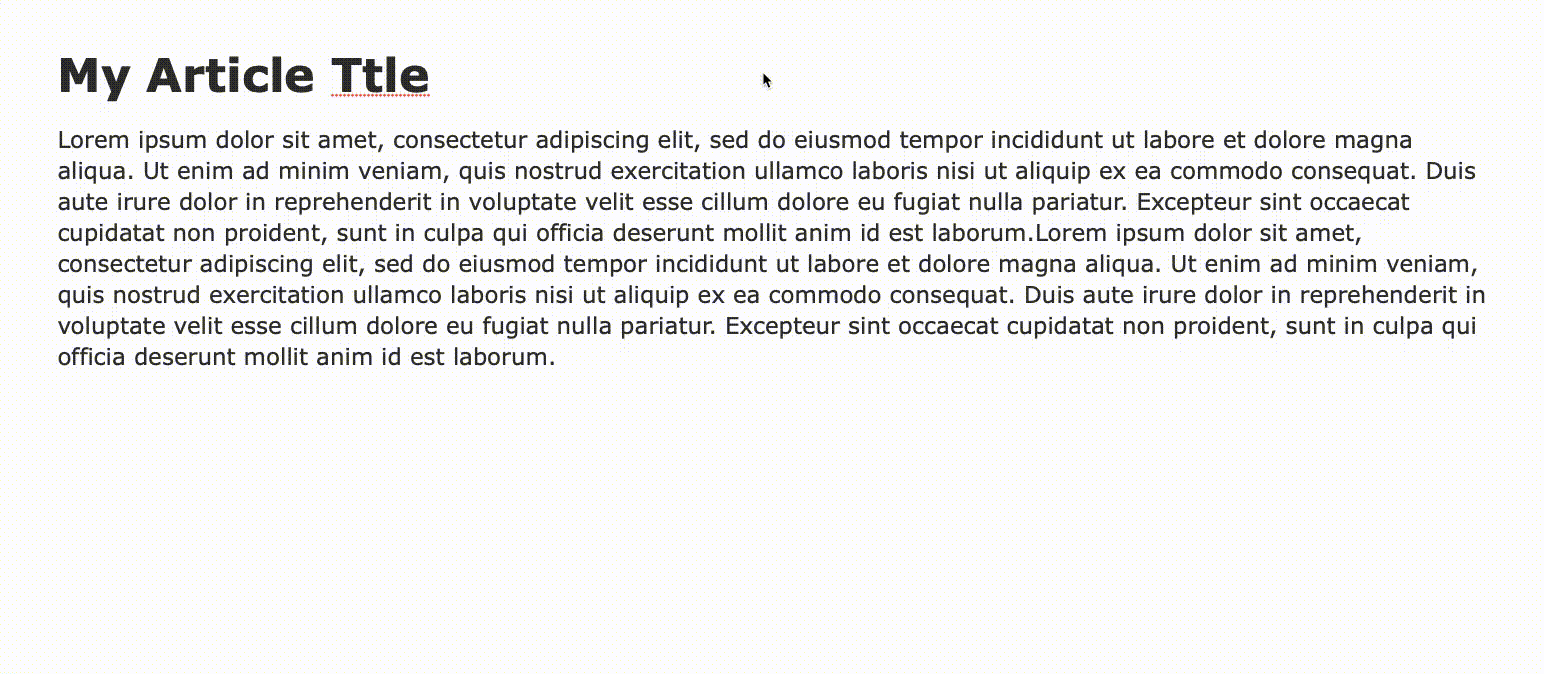 My Article Ttle
Lorem ipsum dolor sit amet, consectetur adipiscing elit, sed do eiusmod tempor incididunt ut labore et dolore magna
aliqua. Ut enim ad minim veniam, quis nostrud exercitation ullamco laboris nisi ut aliquip ex ea commodo consequat. Duis
aute irure dolor in reprehenderit in voluptate velit esse cillum dolore eu fugiat nulla pariatur. Excepteur sint occaecat
cupidatat non proident, sunt in culpa qui officia deserunt mollit anim id est laborum.Lorem ipsum dolor sit amet,
consectetur adipiscing elit, sed do eiusmod tempor incididunt ut labore et dolore magna aliqua. Ut enim ad minim veniam,
quis nostrud exercitation ullamco laboris nisi ut aliquip ex ea commodo consequat. Duis aute irure dolor in reprehenderit in
voluptate velit esse cillum dolore eu fugiat nulla pariatur. Excepteur sint occaecat cupidatat non proident, sunt in culpa qui
officia deserunt mollit anim id est laborum.